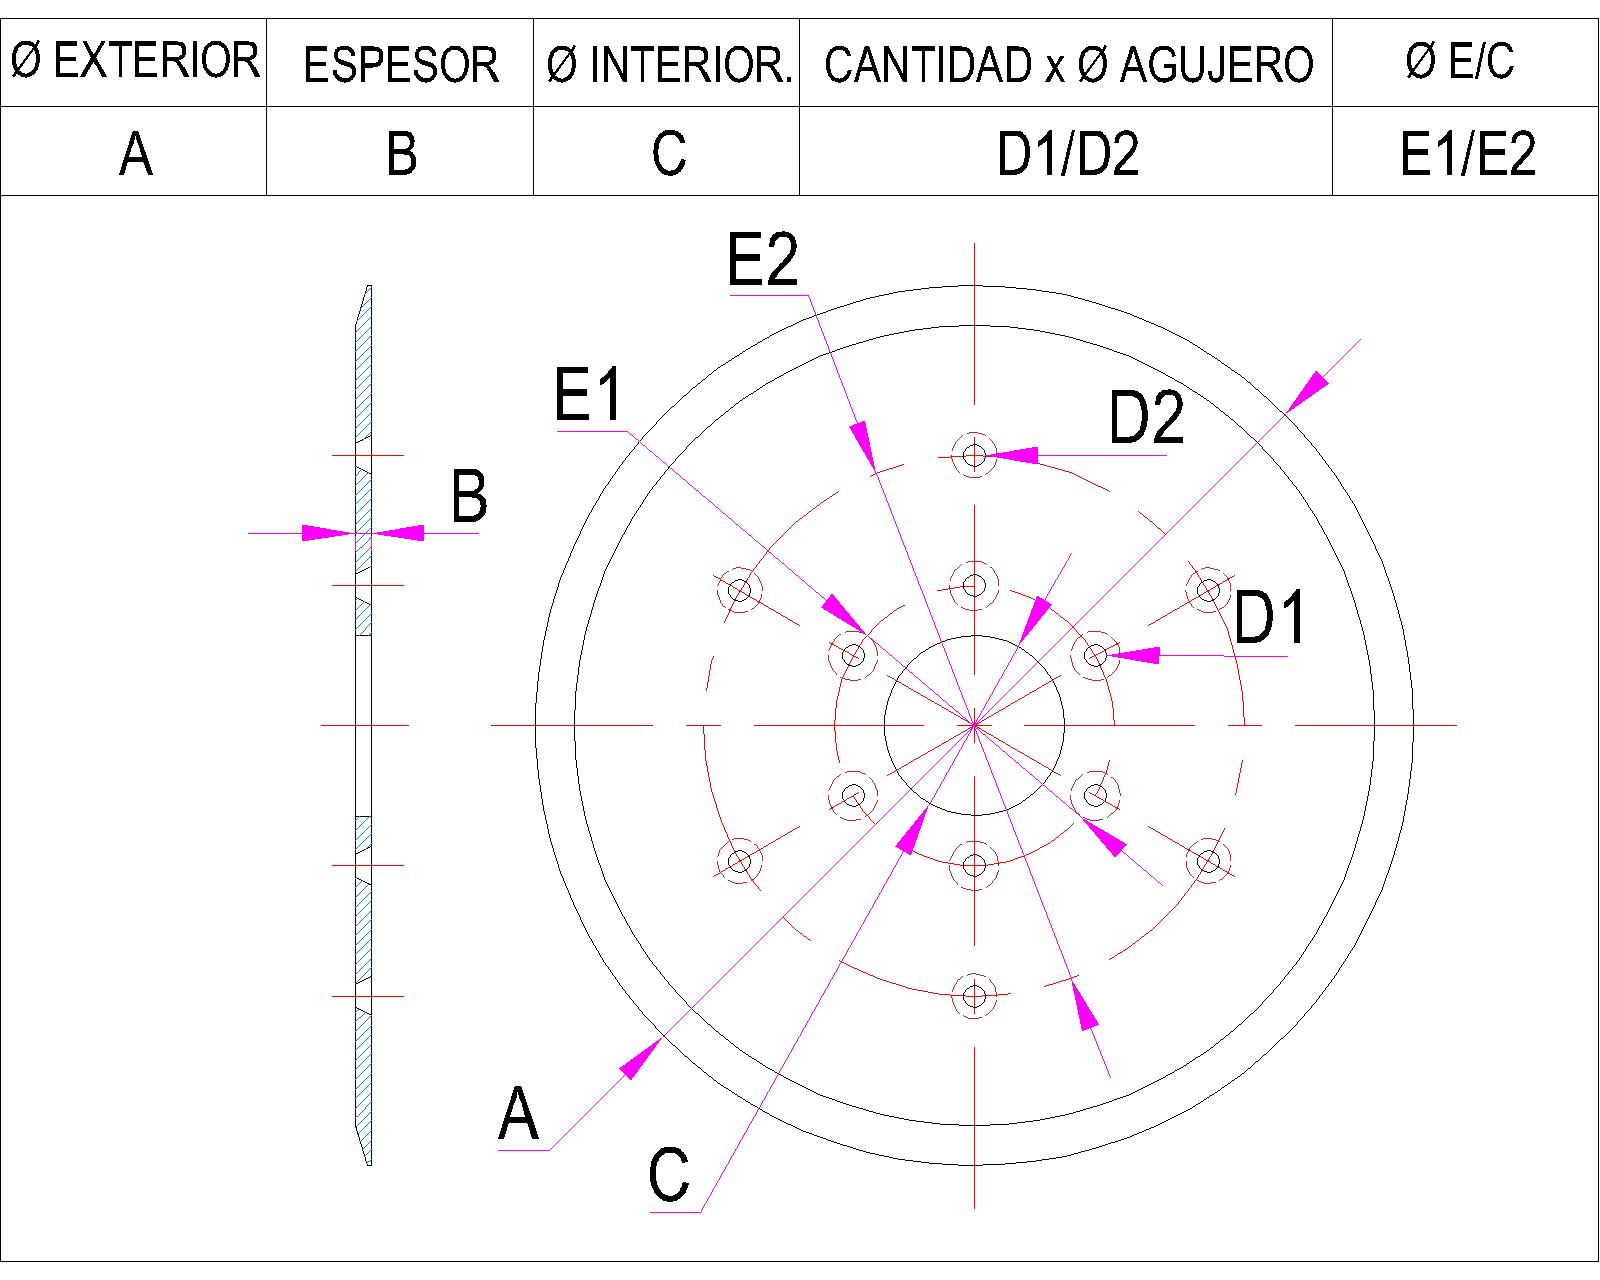 Ø EXTERIOR ESPESOR Ø INTERIOR. CANTIDAD x Ø AGUJERO Ø E/C
A B C D1/D2 E1/E2
E2
E1
D2
B
D1
A
C